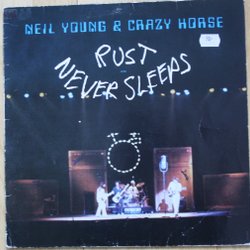 NEIL YOUNG & CRAZY HORSE
RUST
NEVER SLEEPS